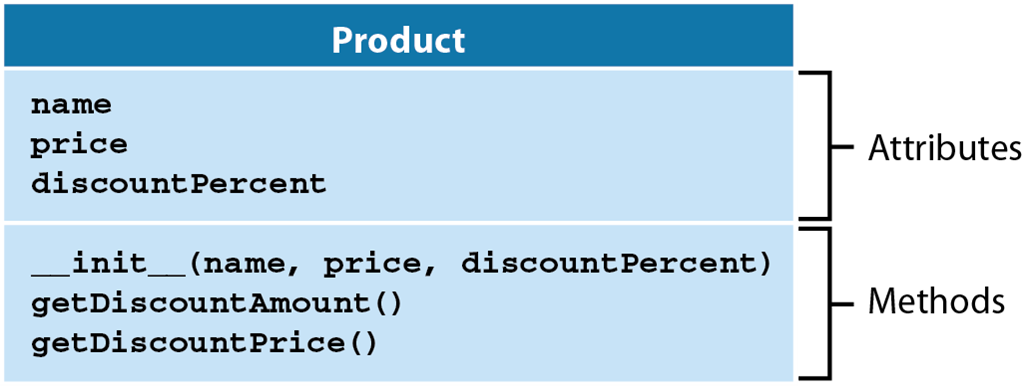 Product
name
price
discountPercent
Attributes
__init__(name, price, discountPercent)
getDiscountAmount()
getDiscountPrice()
Methods